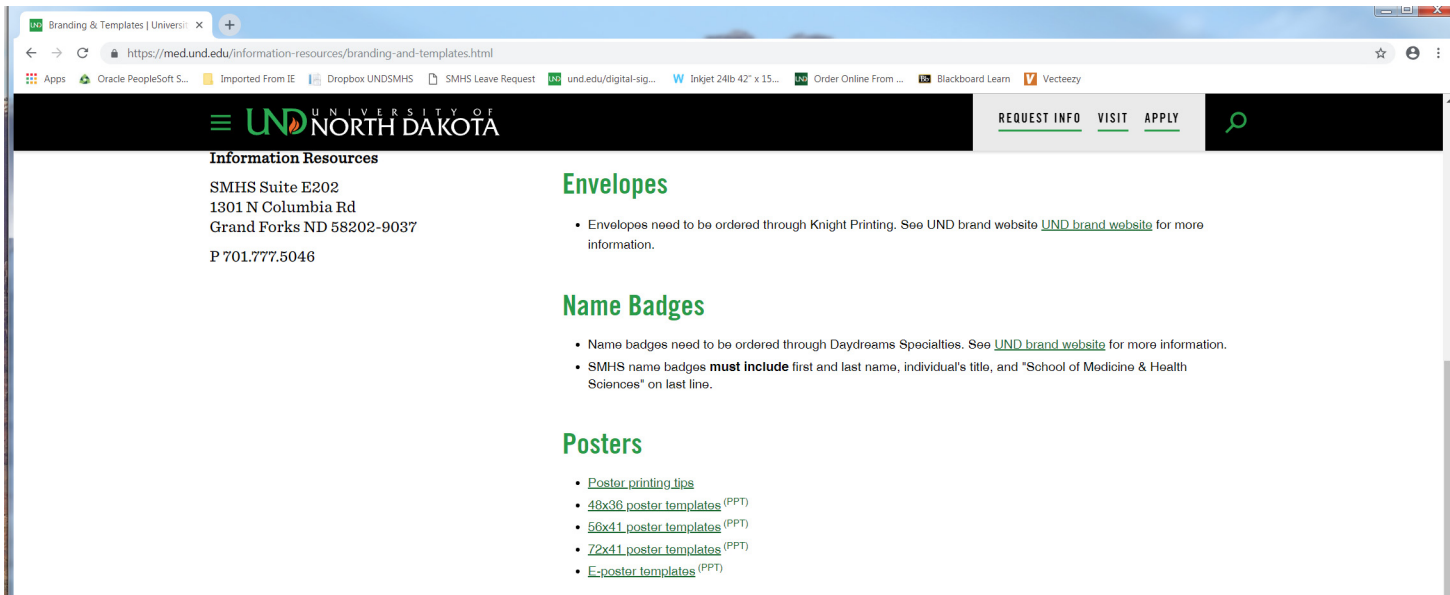 Branding & Templates | Universit
https://med.und.edu/information-resources/branding-and-templates.html
Apps Oracle PeopleSoft S... Imported From IE Dropbox UNDSMHS SMHS Leave Request und.edu/digital-sig... Inkjet 24lb 42" x 15... Order Online From ... Blackboard Learn Vecteezy
UND UNIVERSITY OF
NORTH DAKOTA
REQUEST INFO VISIT APPLY
Information Resources
SMHS Suite E202
1301 N Columbia Rd
Grand Forks ND 58202-9037
P 701.777.5046
Envelopes
• Envelopes need to be ordered through Knight Printing. See UND brand website UND brand website for more
information.
Name Badges
• Name badges need to be ordered through Daydreams Specialties. See UND brand website for more information.
• SMHS name badges must include first and last name, individual's title, and "School of Medicine & Health
Sciences" on last line.
Posters
• Poster printing tips
• 48x36 poster templates (PPT)
• 56x41 poster templates (PPT)
• 72x41 poster templates (PPT)
• E-poster templates (PPT)